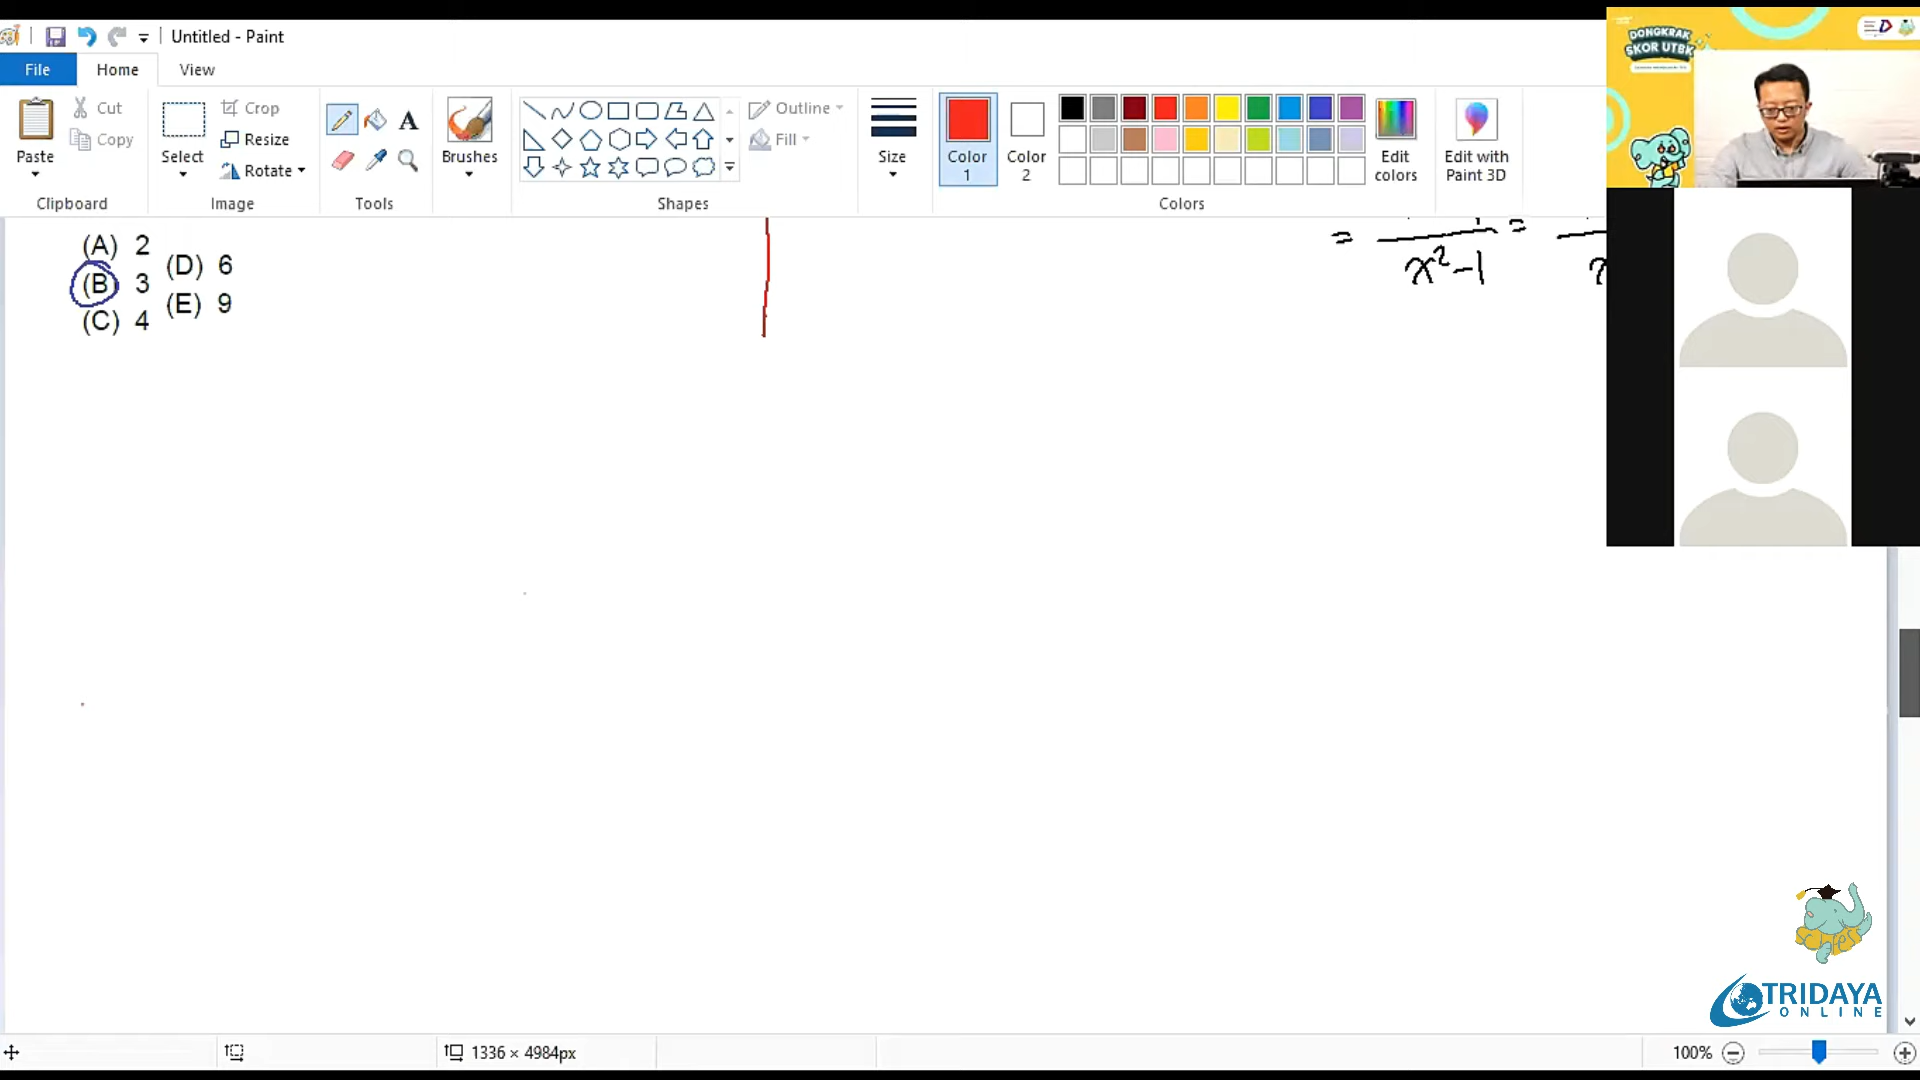 Untitled - Paint
File Home View
Paste
Cut
Copy
Clipboard
Select
Crop
Resize
Rotate
Image
A
Tools
Brushes
Shapes
Outline
Fill
Size
Color 1
Color 2
Edit colors
Edit with Paint 3D
Colors
DONGKRAK
SKOR UTBK
(A) 2
(B) 3
(C) 4
(D) 6
(E) 9
=
x²-1
=
TRIDAYA
ONLINE
1336 × 4984px
100%